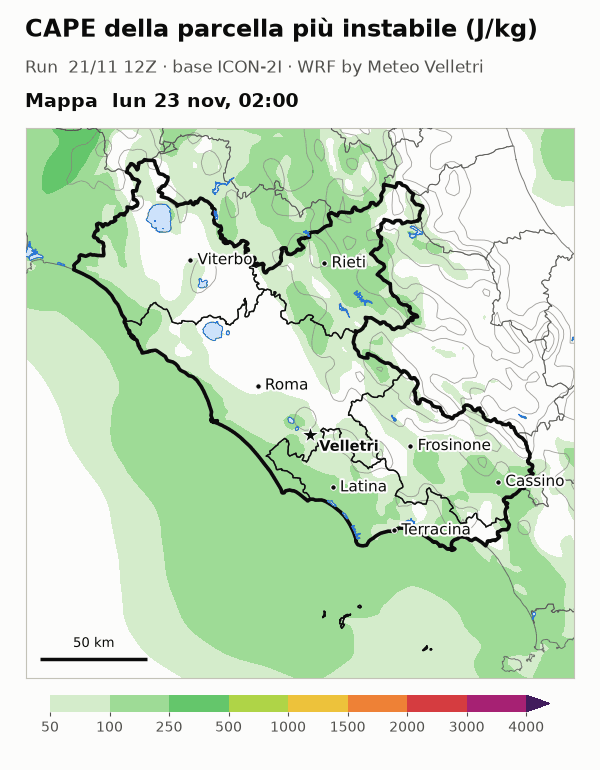 CAPE della parcella più instabile (J/kg)
Run  21/11 12Z · base ICON-2I · WRF by Meteo Velletri
Mappa  lun 23 nov, 02:00
Viterbo
Rieti
Roma
Velletri
Frosinone
Cassino
Latina
Terracina
50 km
50 100 250 500 1000 1500 2000 3000 4000